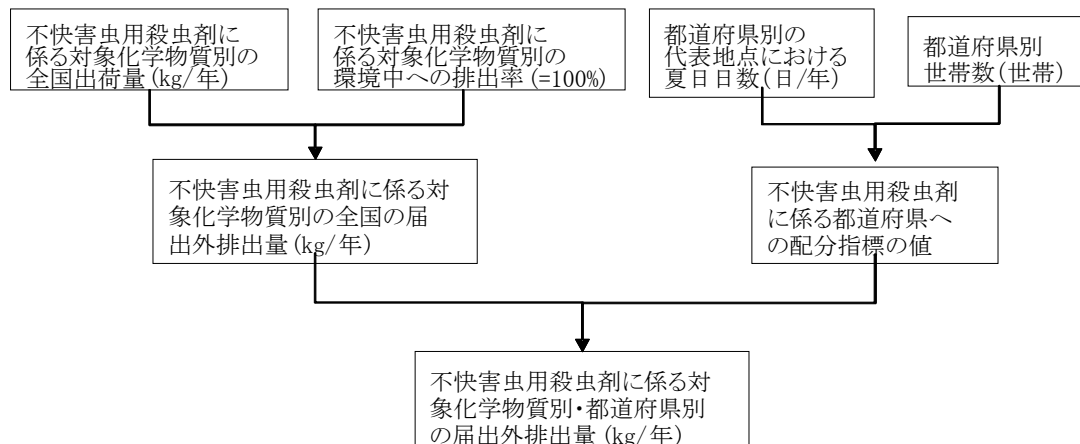 不快害虫用殺虫剤に
係る対象化学物質別の
全国出荷量(kg/年)
不快害虫用殺虫剤に
係る対象化学物質別の
環境中への排出率(=100%)
都道府県別の
代表地点における
夏日日数(日/年)
都道府県別
世帯数(世帯)
不快害虫用殺虫剤に係る対
象化学物質別の全国の届
出外排出量(kg/年)
不快害虫用殺虫剤
に係る都道府県へ
の配分指標の値
不快害虫用殺虫剤に係る対
象化学物質別・都道府県別
の届出外排出量(kg/年)